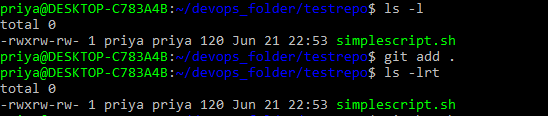 priya@DESKTOP-C783A4B:~/devops_folder/testrepo$ ls -l
total 0
-rwxrw-rw- 1 priya priya 120 Jun 21 22:53 simplescript.sh
priya@DESKTOP-C783A4B:~/devops_folder/testrepo$ git add .
priya@DESKTOP-C783A4B:~/devops_folder/testrepo$ ls -lrt
total 0
-rwxrw-rw- 1 priya priya 120 Jun 21 22:53 simplescript.sh